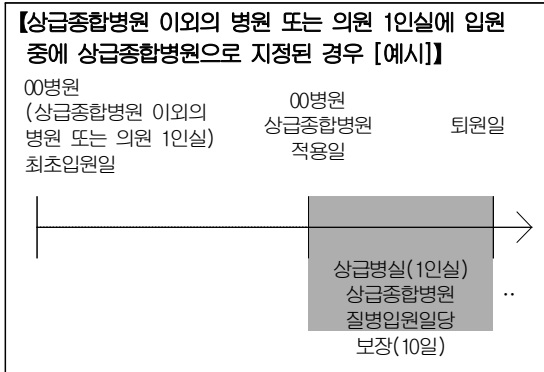 【상급종합병원 이외의 병원 또는 의원 1인실에 입원
중에 상급종합병원으로 지정된 경우 [예시]】
00병원
(상급종합병원 이외의
병원 또는 의원 1인실)
최초입원일
00병원
상급종합병원
적용일
퇴원일
상급병실(1인실)
상급종합병원
질병입원일당
보장(10일)
..